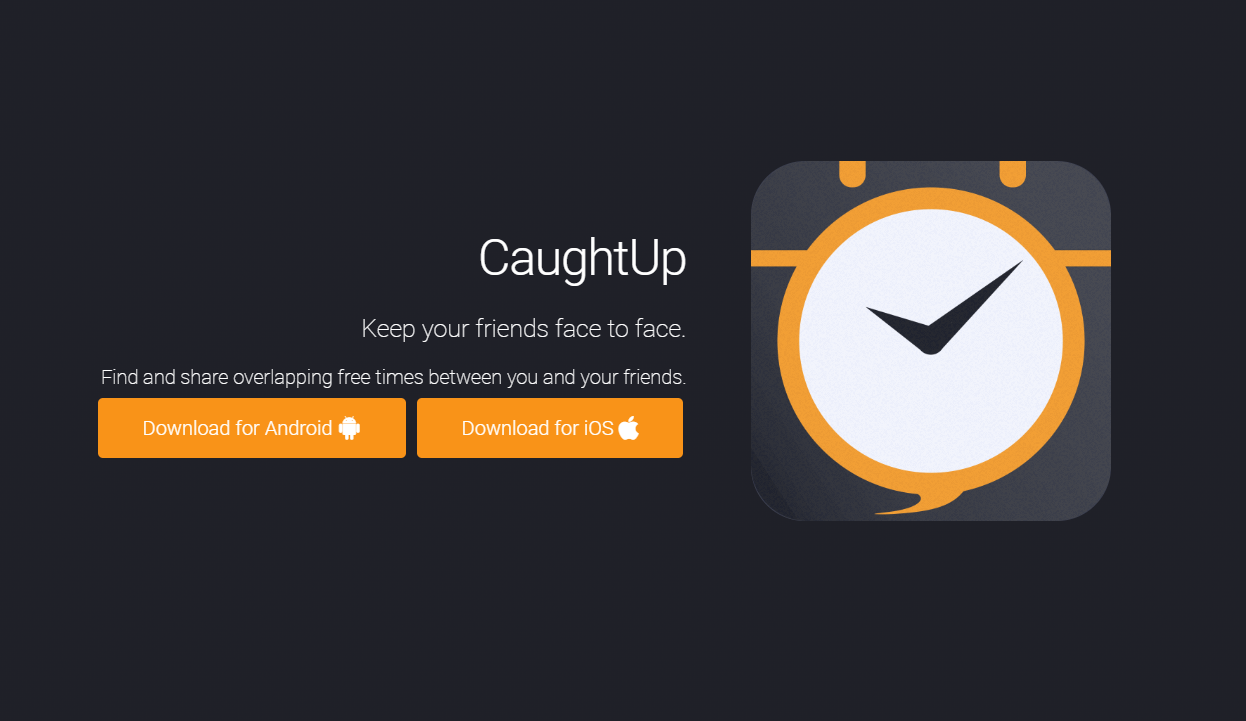 CaughtUp
Keep your friends face to face.
Find and share overlapping free times between you and your friends.
Download for Android
Download for iOS